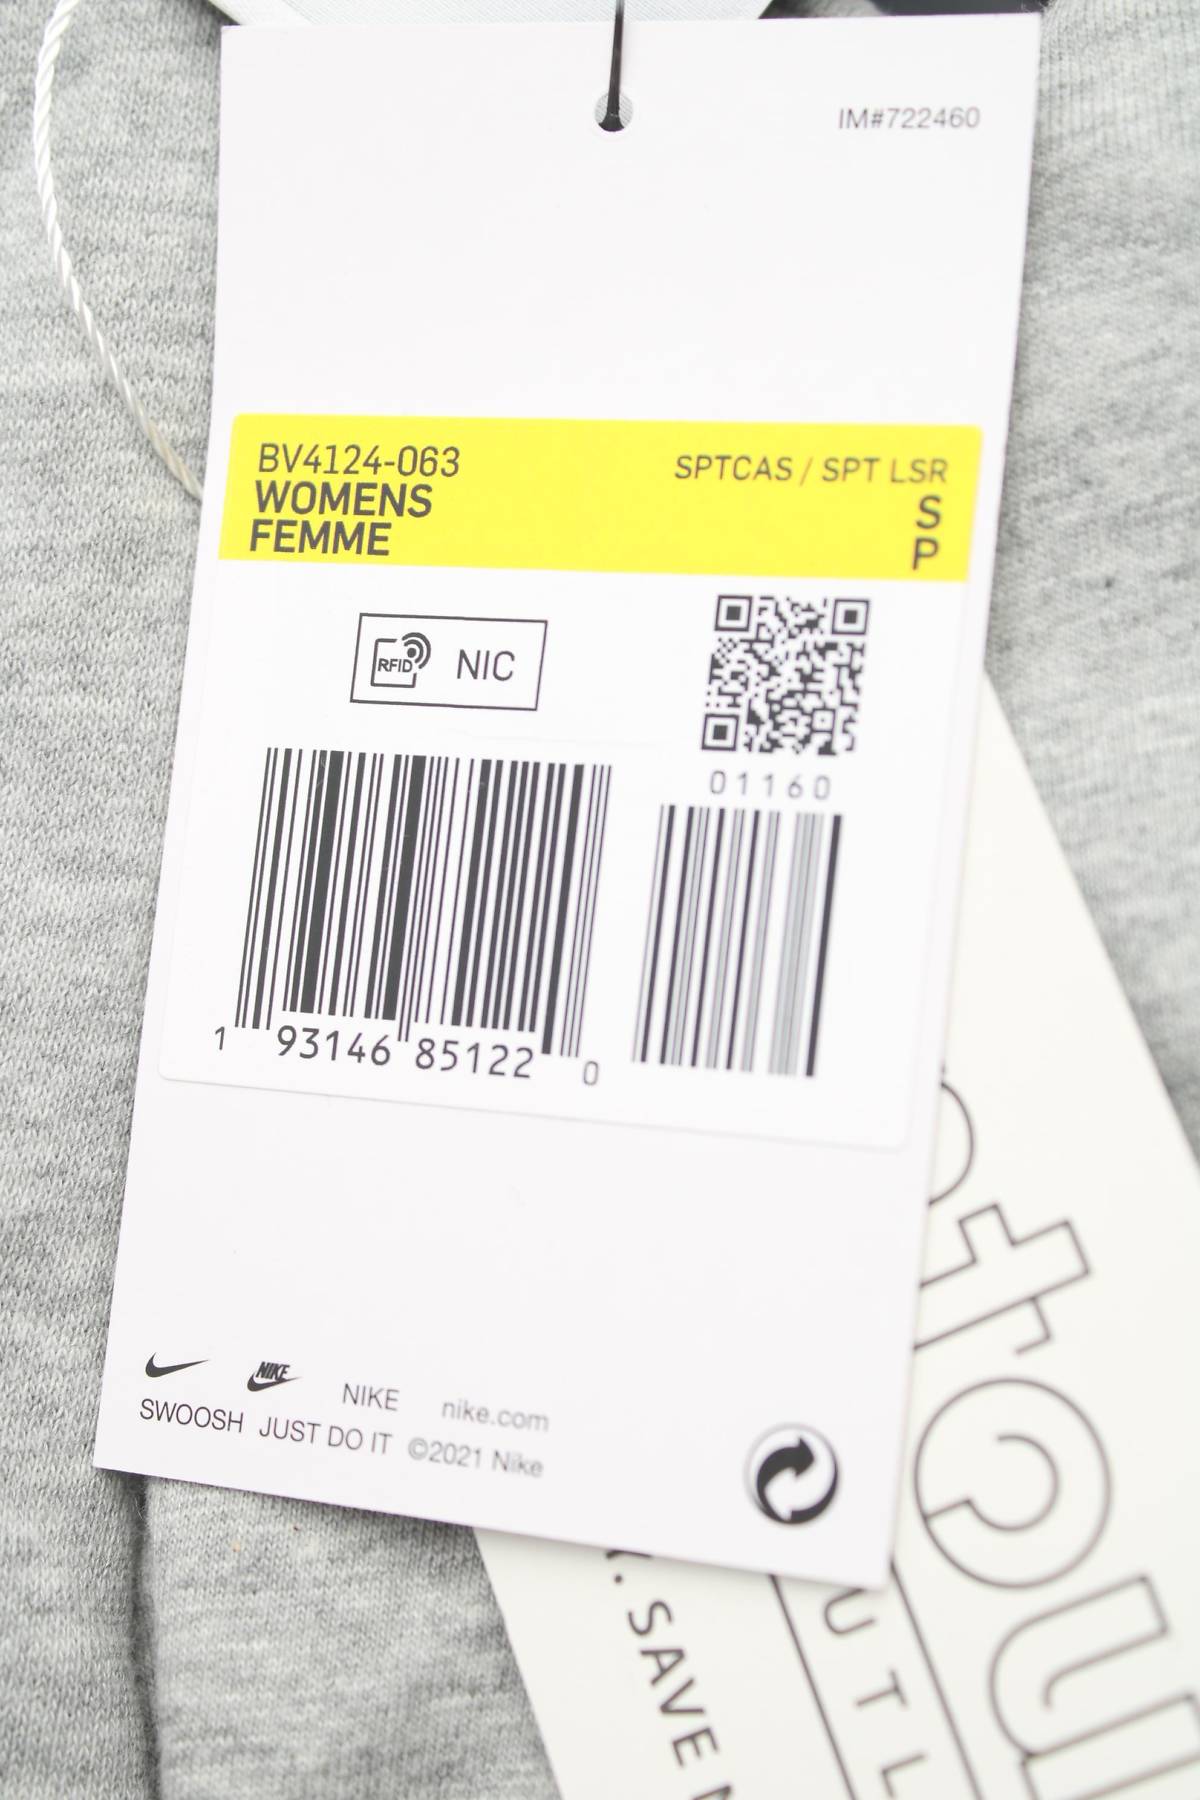 IM#722460
BV4124-063
SPTCAS / SPT LSR
WOMENS
S
FEMME
P
RFID NIC
01160
1 93146 85122 0
NIKE
NIKE nike.com
SWOOSH JUST DO IT ©2021 Nike
. SAVE